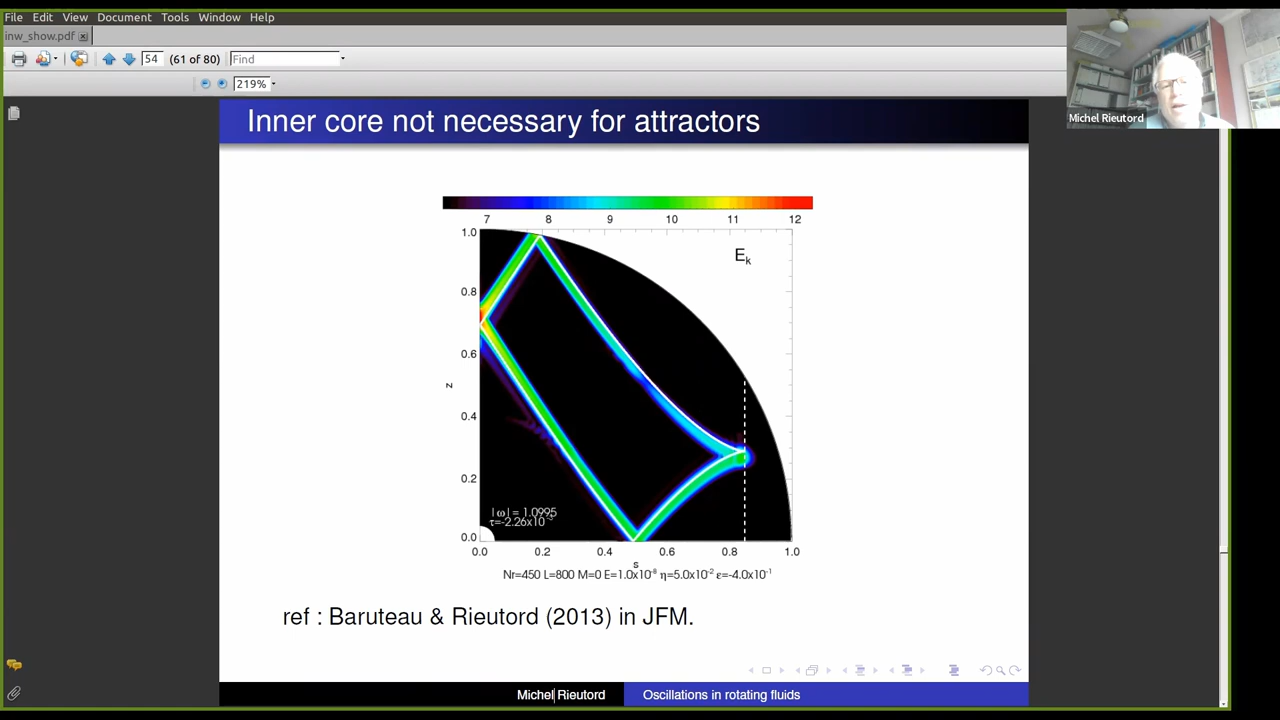 File Edit View Document Tools Window Help
inw_show.pdf
54 (61 of 80) Find
219%
Michel Rieutord
Inner core not necessary for attractors
7 8 9 10 11 12
1.0
0.8
0.6
0.4
0.2
0.0
z
Ek
|ω| = 1.0995
τ=-2.26x10⁻³
0.0 0.2 0.4 0.6 0.8 1.0
s
Nr=450 L=800 M=0 E=1.0x10⁻⁸ η=5.0x10⁻² ε=-4.0x10⁻¹
ref : Baruteau & Rieutord (2013) in JFM.
Michel Rieutord Oscillations in rotating fluids